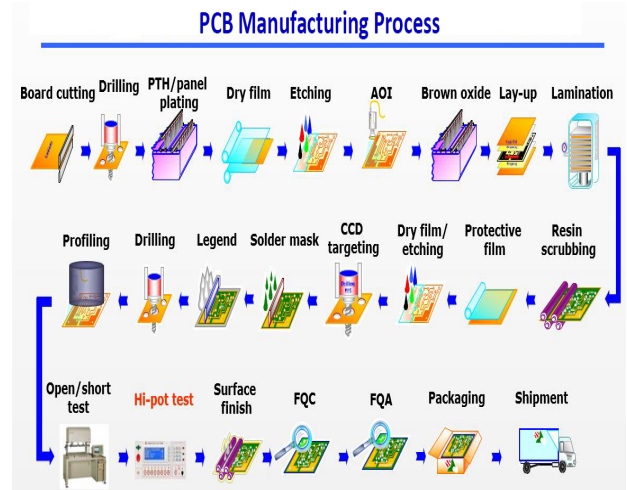 PCB Manufacturing Process
Board cutting
Drilling
PTH/panel
plating
Dry film
Etching
AOI
Brown oxide
Lay-up
Lamination
Resin
scrubbing
Protective
film
Dry film/
etching
CCD
targeting
Solder mask
Legend
Drilling
Profiling
Open/short
test
Hi-pot test
Surface
finish
FQC
FQA
Packaging
Shipment